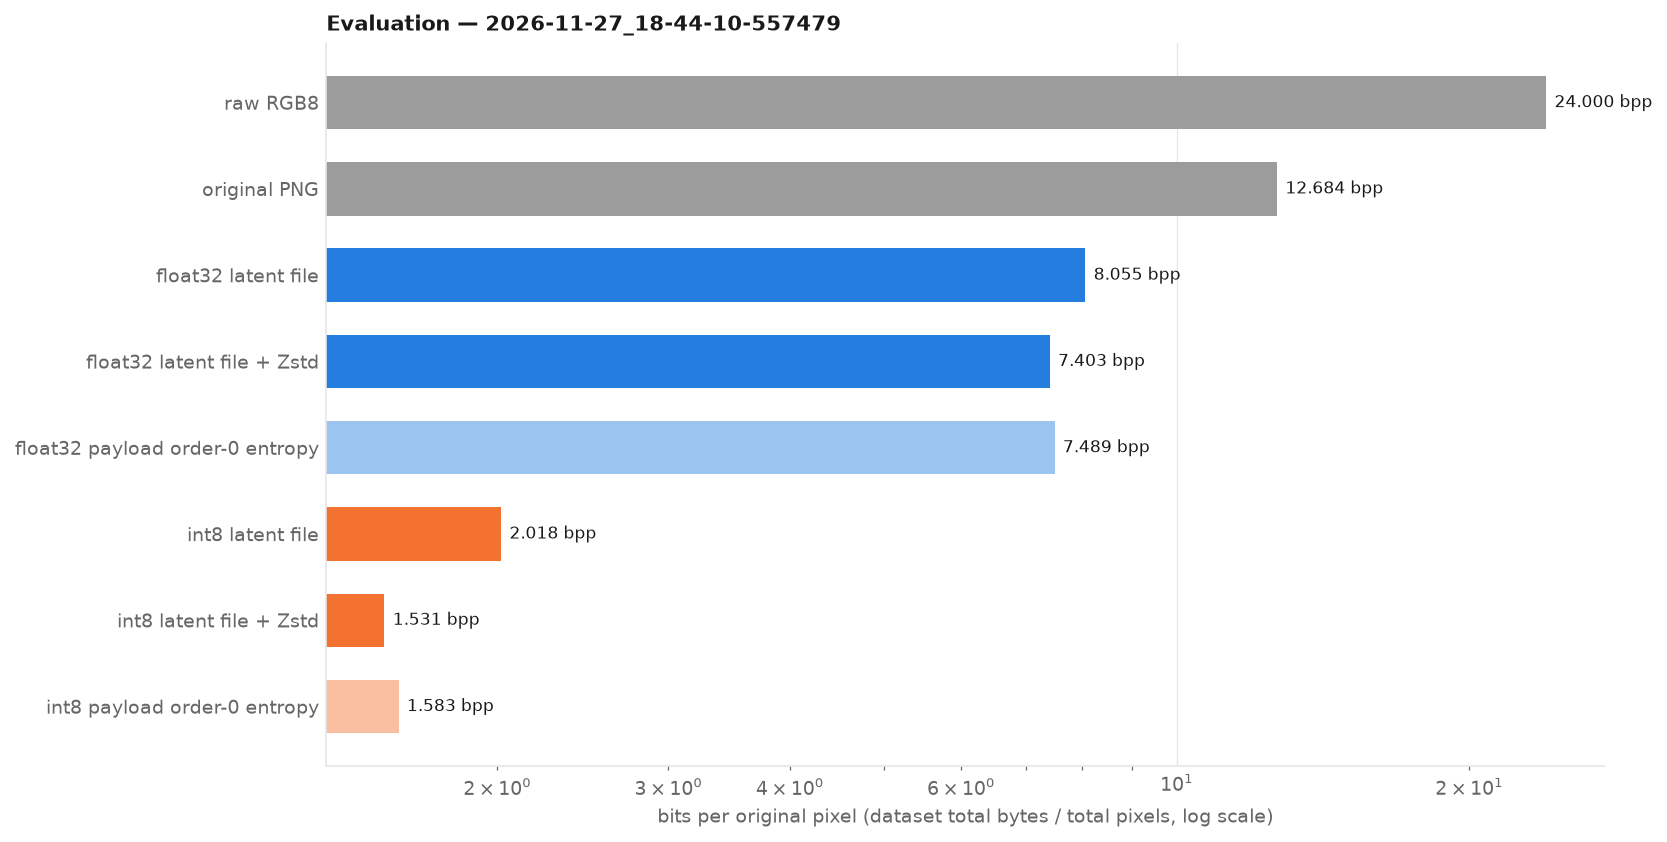 Evaluation — 2026-11-27_18-44-10-557479
raw RGB8
24.000 bpp
original PNG
12.684 bpp
float32 latent file
8.055 bpp
float32 latent file + Zstd
7.403 bpp
float32 payload order-0 entropy
7.489 bpp
int8 latent file
2.018 bpp
int8 latent file + Zstd
1.531 bpp
int8 payload order-0 entropy
1.583 bpp
2 × 10⁰ 3 × 10⁰ 4 × 10⁰ 6 × 10⁰ 10¹ 2 × 10¹
bits per original pixel (dataset total bytes / total pixels, log scale)